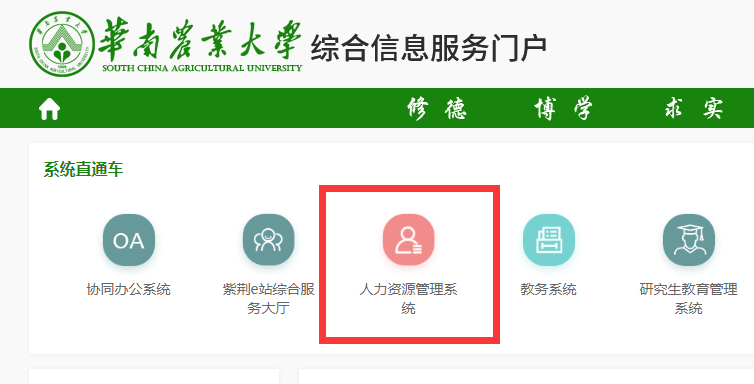 華南農業大學
SOUTH CHINA AGRICULTURAL UNIVERSITY
综合信息服务门户
修德 博学 求实
系统直通车
OA
协同办公系统
紫荆e站综合服
务大厅
人力资源管理系
统
教务系统
研究生教育管理
系统